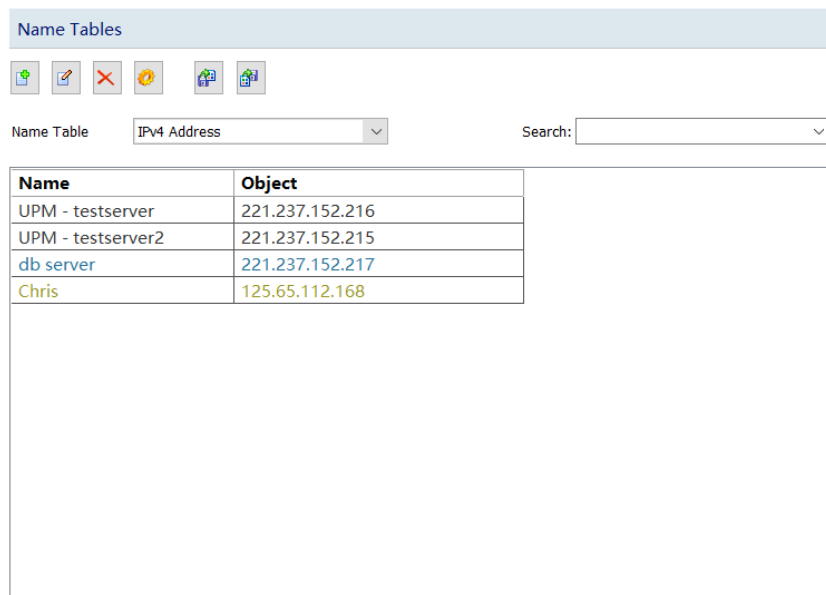 Name Tables
Name Table IPv4 Address Search:
Name Object
UPM - testserver 221.237.152.216
UPM - testserver2 221.237.152.215
db server 221.237.152.217
Chris 125.65.112.168